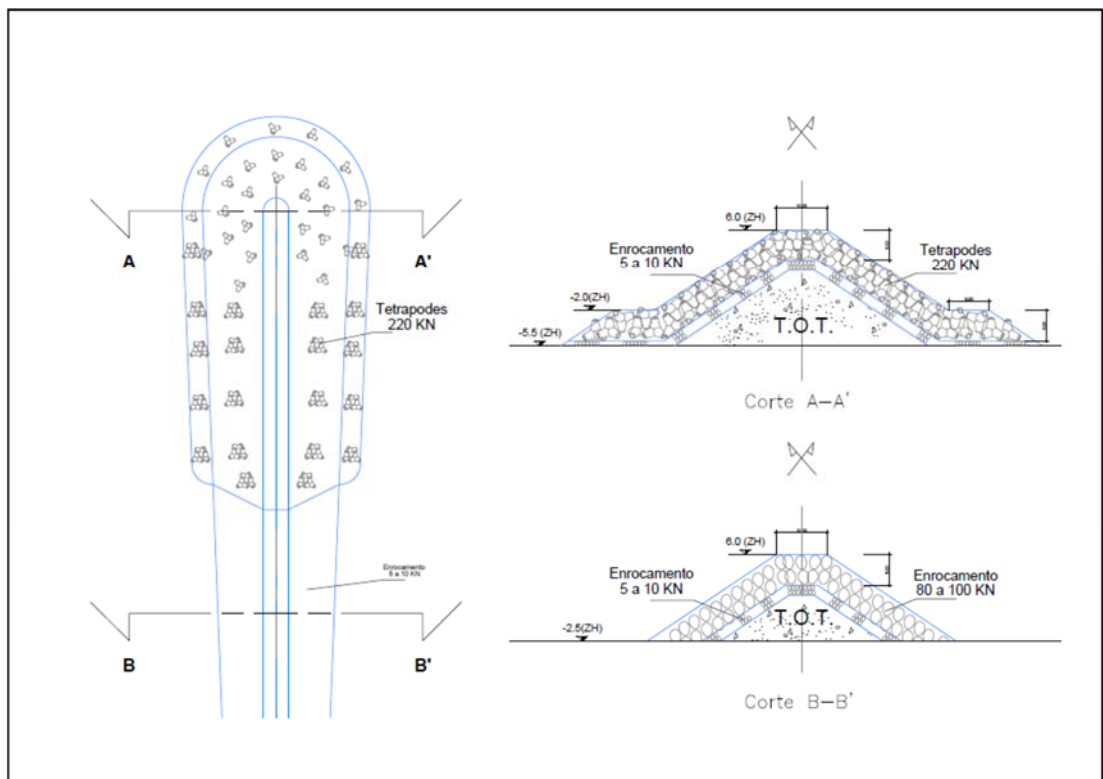 A
A'
Tetrapodes
220 KN
Enrocamento
5 a 10 KN
B
B'
6.0 (ZH)
Enrocamento
5 a 10 KN
Tetrapodes
220 KN
-2.0(ZH)
-5.5 (ZH)
T.O.T.
Corte A-A'
6.0 (ZH)
Enrocamento
5 a 10 KN
Enrocamento
80 a 100 KN
T.O.T.
-2.5(ZH)
Corte B-B'